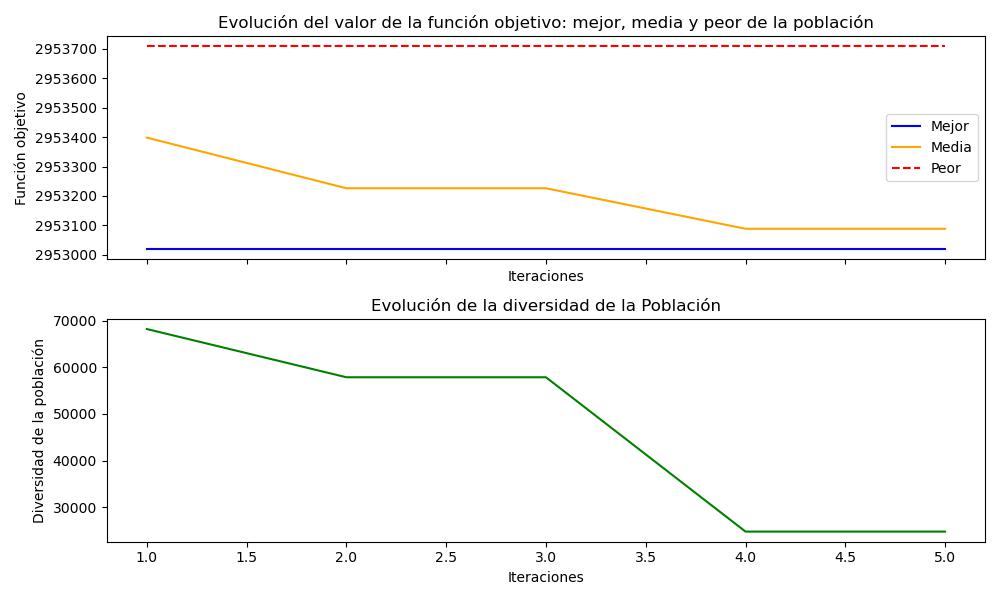 Evolución del valor de la función objetivo: mejor, media y peor de la población
Función objetivo
2953700
2953600
2953500
2953400
2953300
2953200
2953100
2953000
Mejor
Media
Peor
Iteraciones
Evolución de la diversidad de la Población
Diversidad de la población
70000
60000
50000
40000
30000
1.0 1.5 2.0 2.5 3.0 3.5 4.0 4.5 5.0
Iteraciones